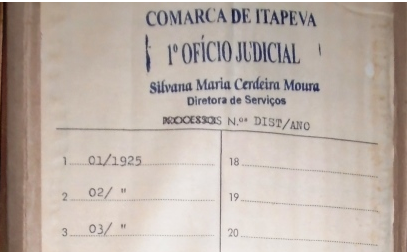 COMARCA DE ITAPEVA
1º OFÍCIO JUDICIAL
Silvana Maria Cerdeira Moura
Diretora de Serviços
PROCESSOS N.ºs DIST/ANO
1 01/1925 18
2 02/ " 19
3 03/ " 20